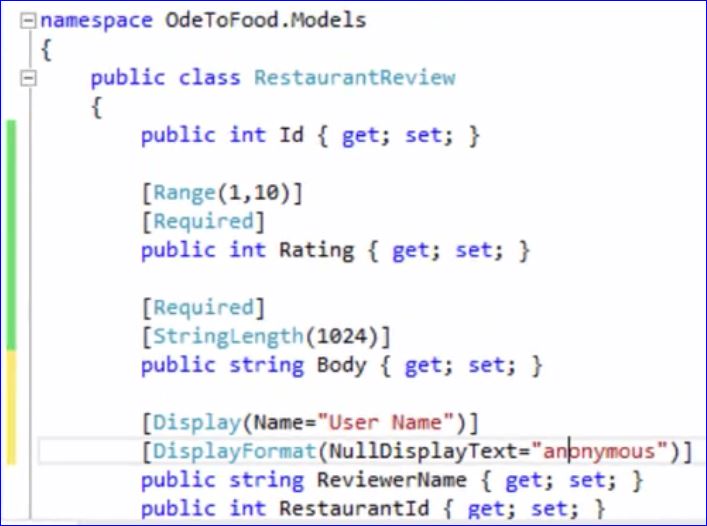 namespace OdeToFood.Models
{
public class RestaurantReview
{
public int Id { get; set; }
[Range(1,10)]
[Required]
public int Rating { get; set; }
[Required]
[StringLength(1024)]
public string Body { get; set; }
[Display(Name="User Name")]
[DisplayFormat(NullDisplayText="anonymous")]
public string ReviewerName { get; set; }
public int RestaurantId { get; set; }